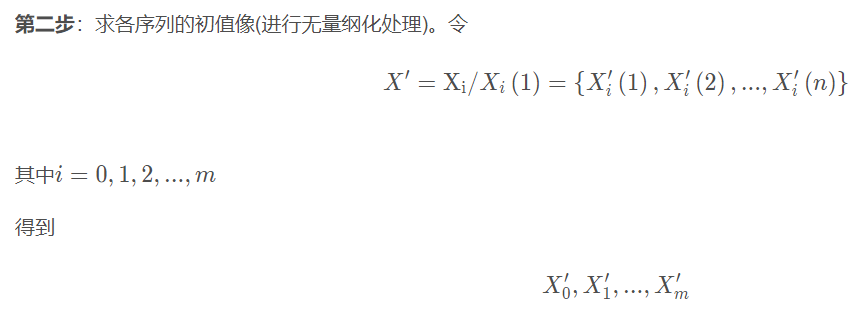 第二步：求各序列的初值像(进行无量纲化处理)。令
X′ = Xᵢ/Xᵢ (1) = {X′ᵢ (1) , X′ᵢ (2) , ..., X′ᵢ (n)}
其中i = 0, 1, 2, ..., m
得到
X′₀, X′₁, ..., X′ₘ